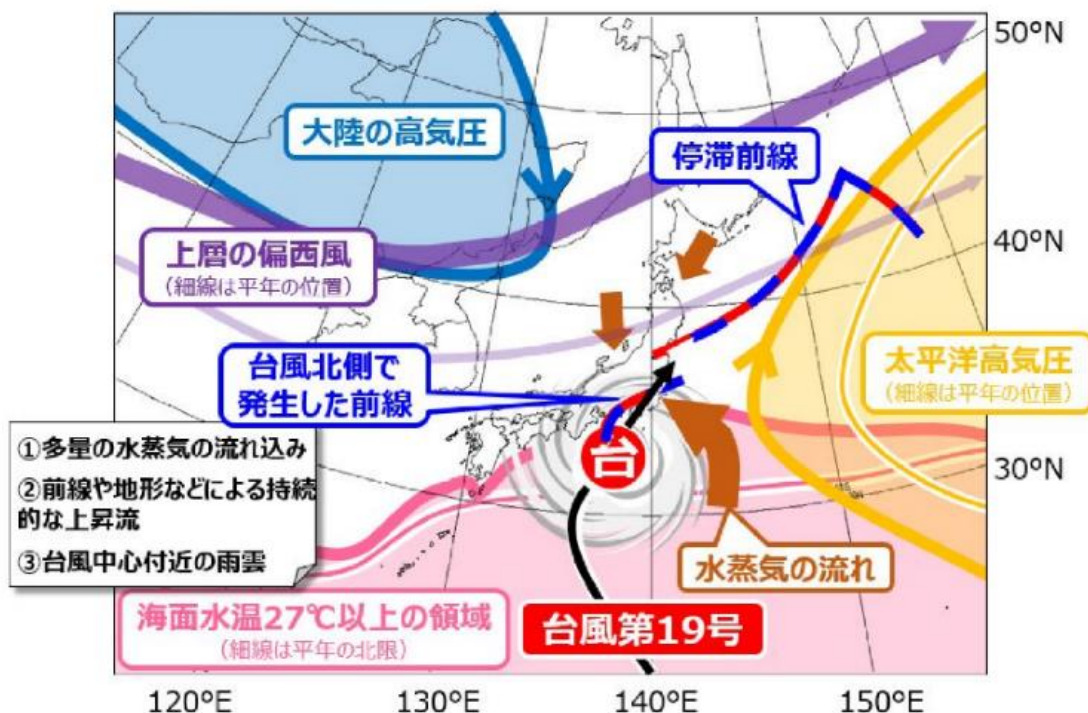 50°N
大陸の高気圧
停滞前線
40°N
上層の偏西風
（細線は平年の位置）
台風北側で
発生した前線
太平洋高気圧
（細線は平年の位置）
①多量の水蒸気の流れ込み
②前線や地形などによる持続
的な上昇流
③台風中心付近の雨雲
台
30°N
水蒸気の流れ
海面水温27℃以上の領域
（細線は平年の北限）
台風第19号
120°E
130°E
140°E
150°E